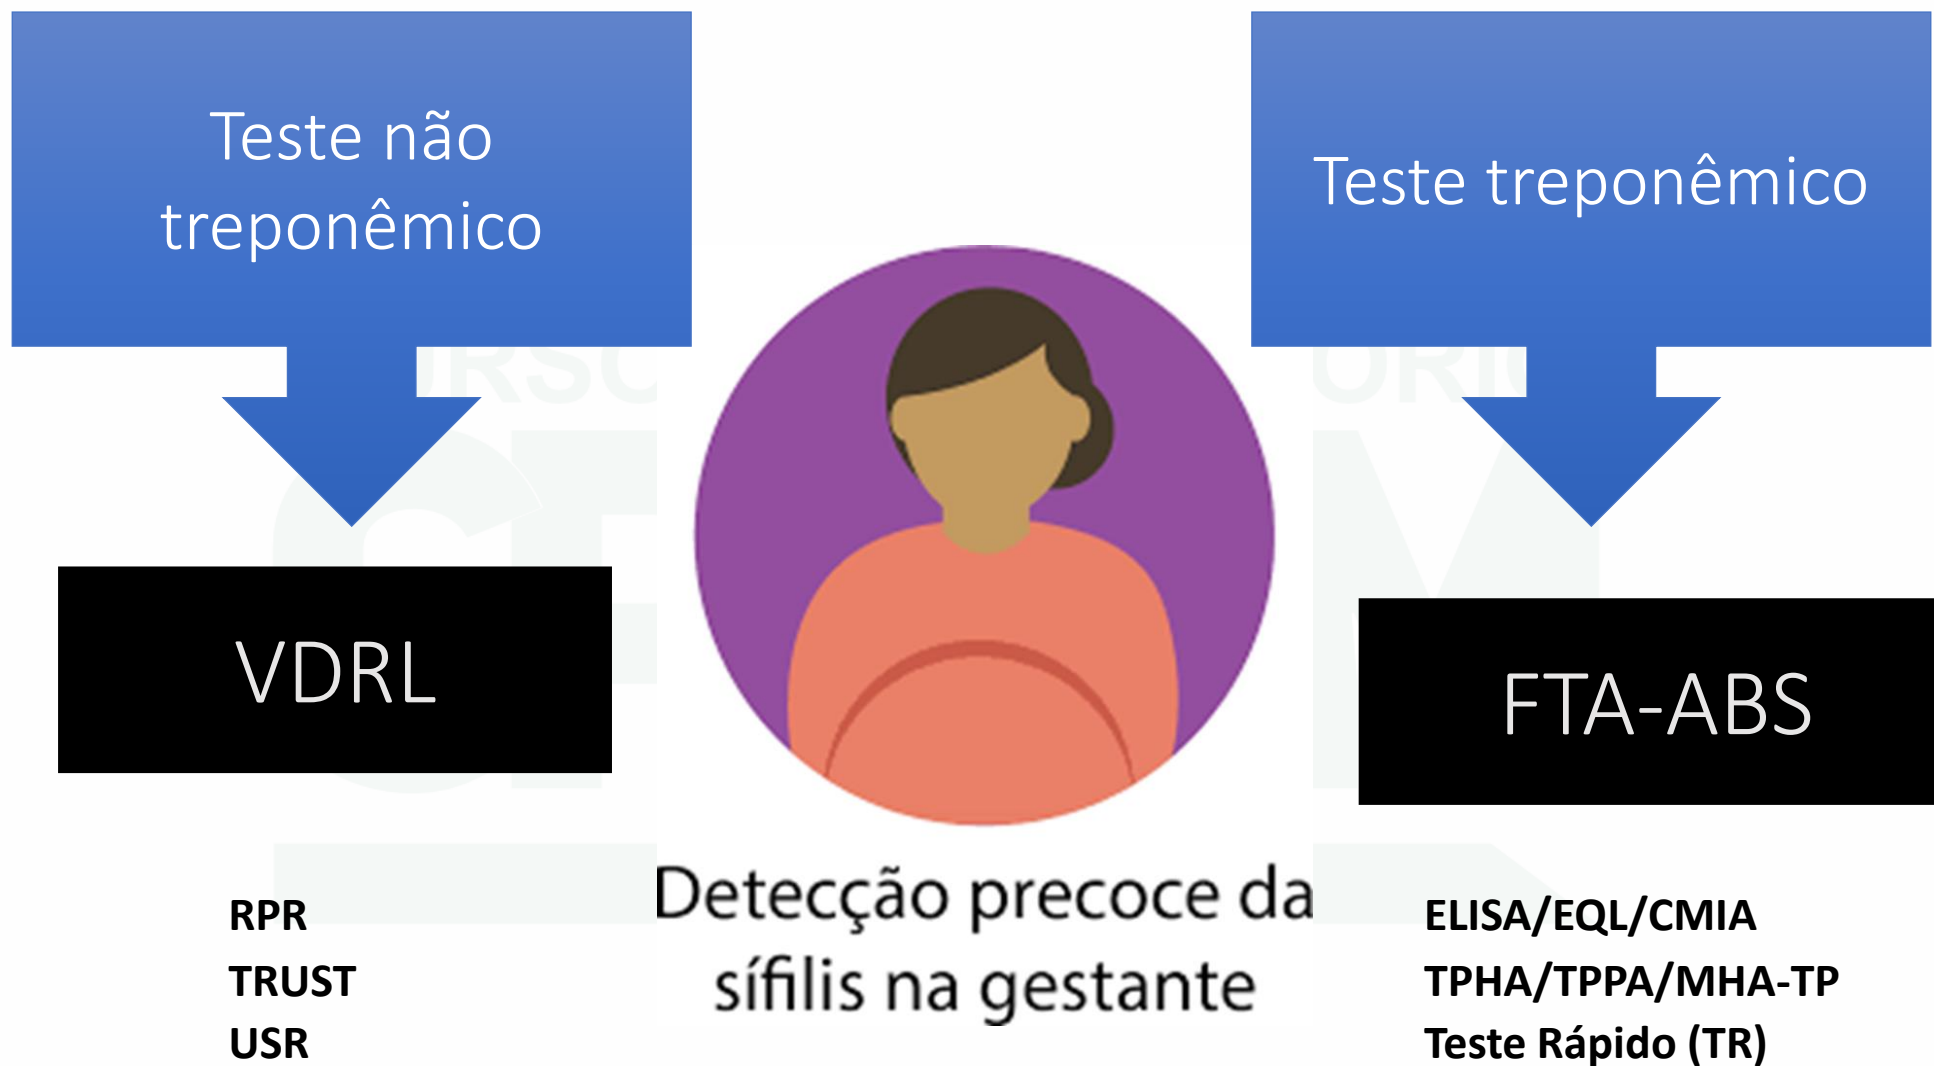 Teste não
treponêmico
Teste treponêmico
VDRL
FTA-ABS
Detecção precoce da
sífilis na gestante
RPR
TRUST
USR
ELISA/EQL/CMIA
TPHA/TPPA/MHA-TP
Teste Rápido (TR)